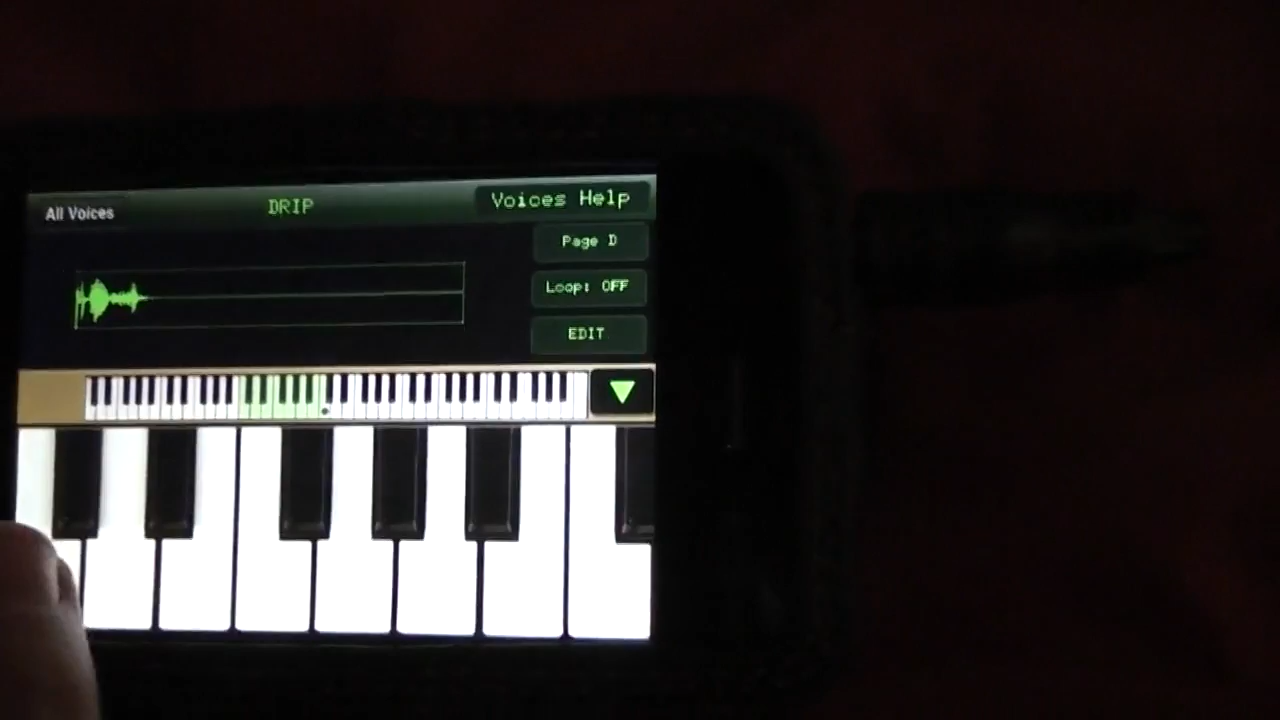 All Voices
DRIP
Voices Help
Page D
Loop: OFF
EDIT